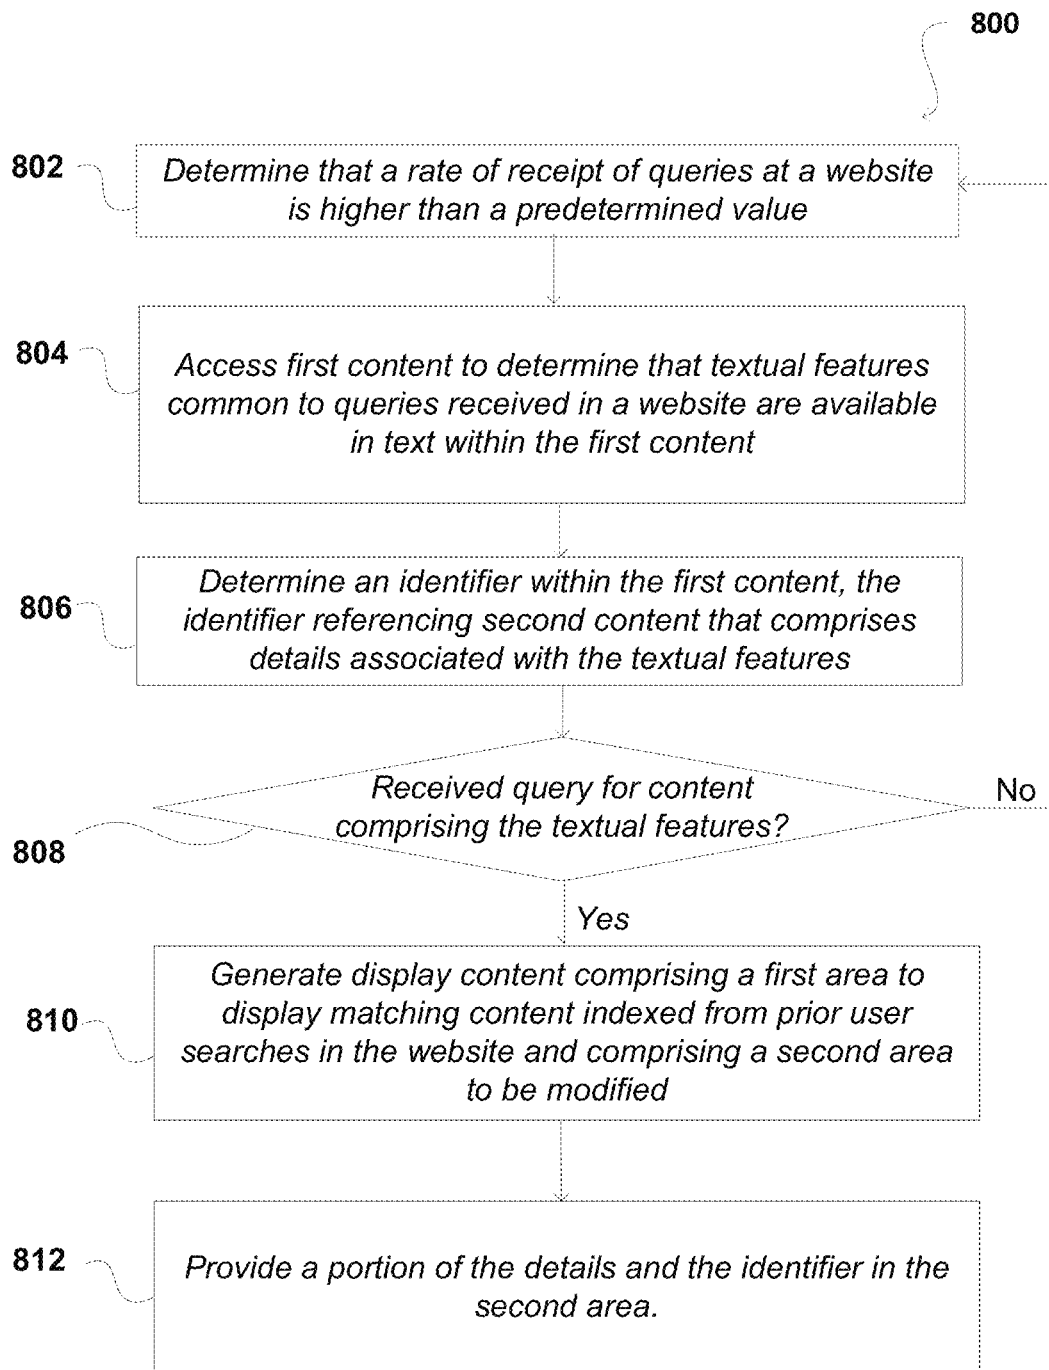 800
802
Determine that a rate of receipt of queries at a website
is higher than a predetermined value
804
Access first content to determine that textual features
common to queries received in a website are available
in text within the first content
806
Determine an identifier within the first content, the
identifier referencing second content that comprises
details associated with the textual features
Received query for content
comprising the textual features?
No
808
Yes
810
Generate display content comprising a first area to
display matching content indexed from prior user
searches in the website and comprising a second area
to be modified
812
Provide a portion of the details and the identifier in the
second area.